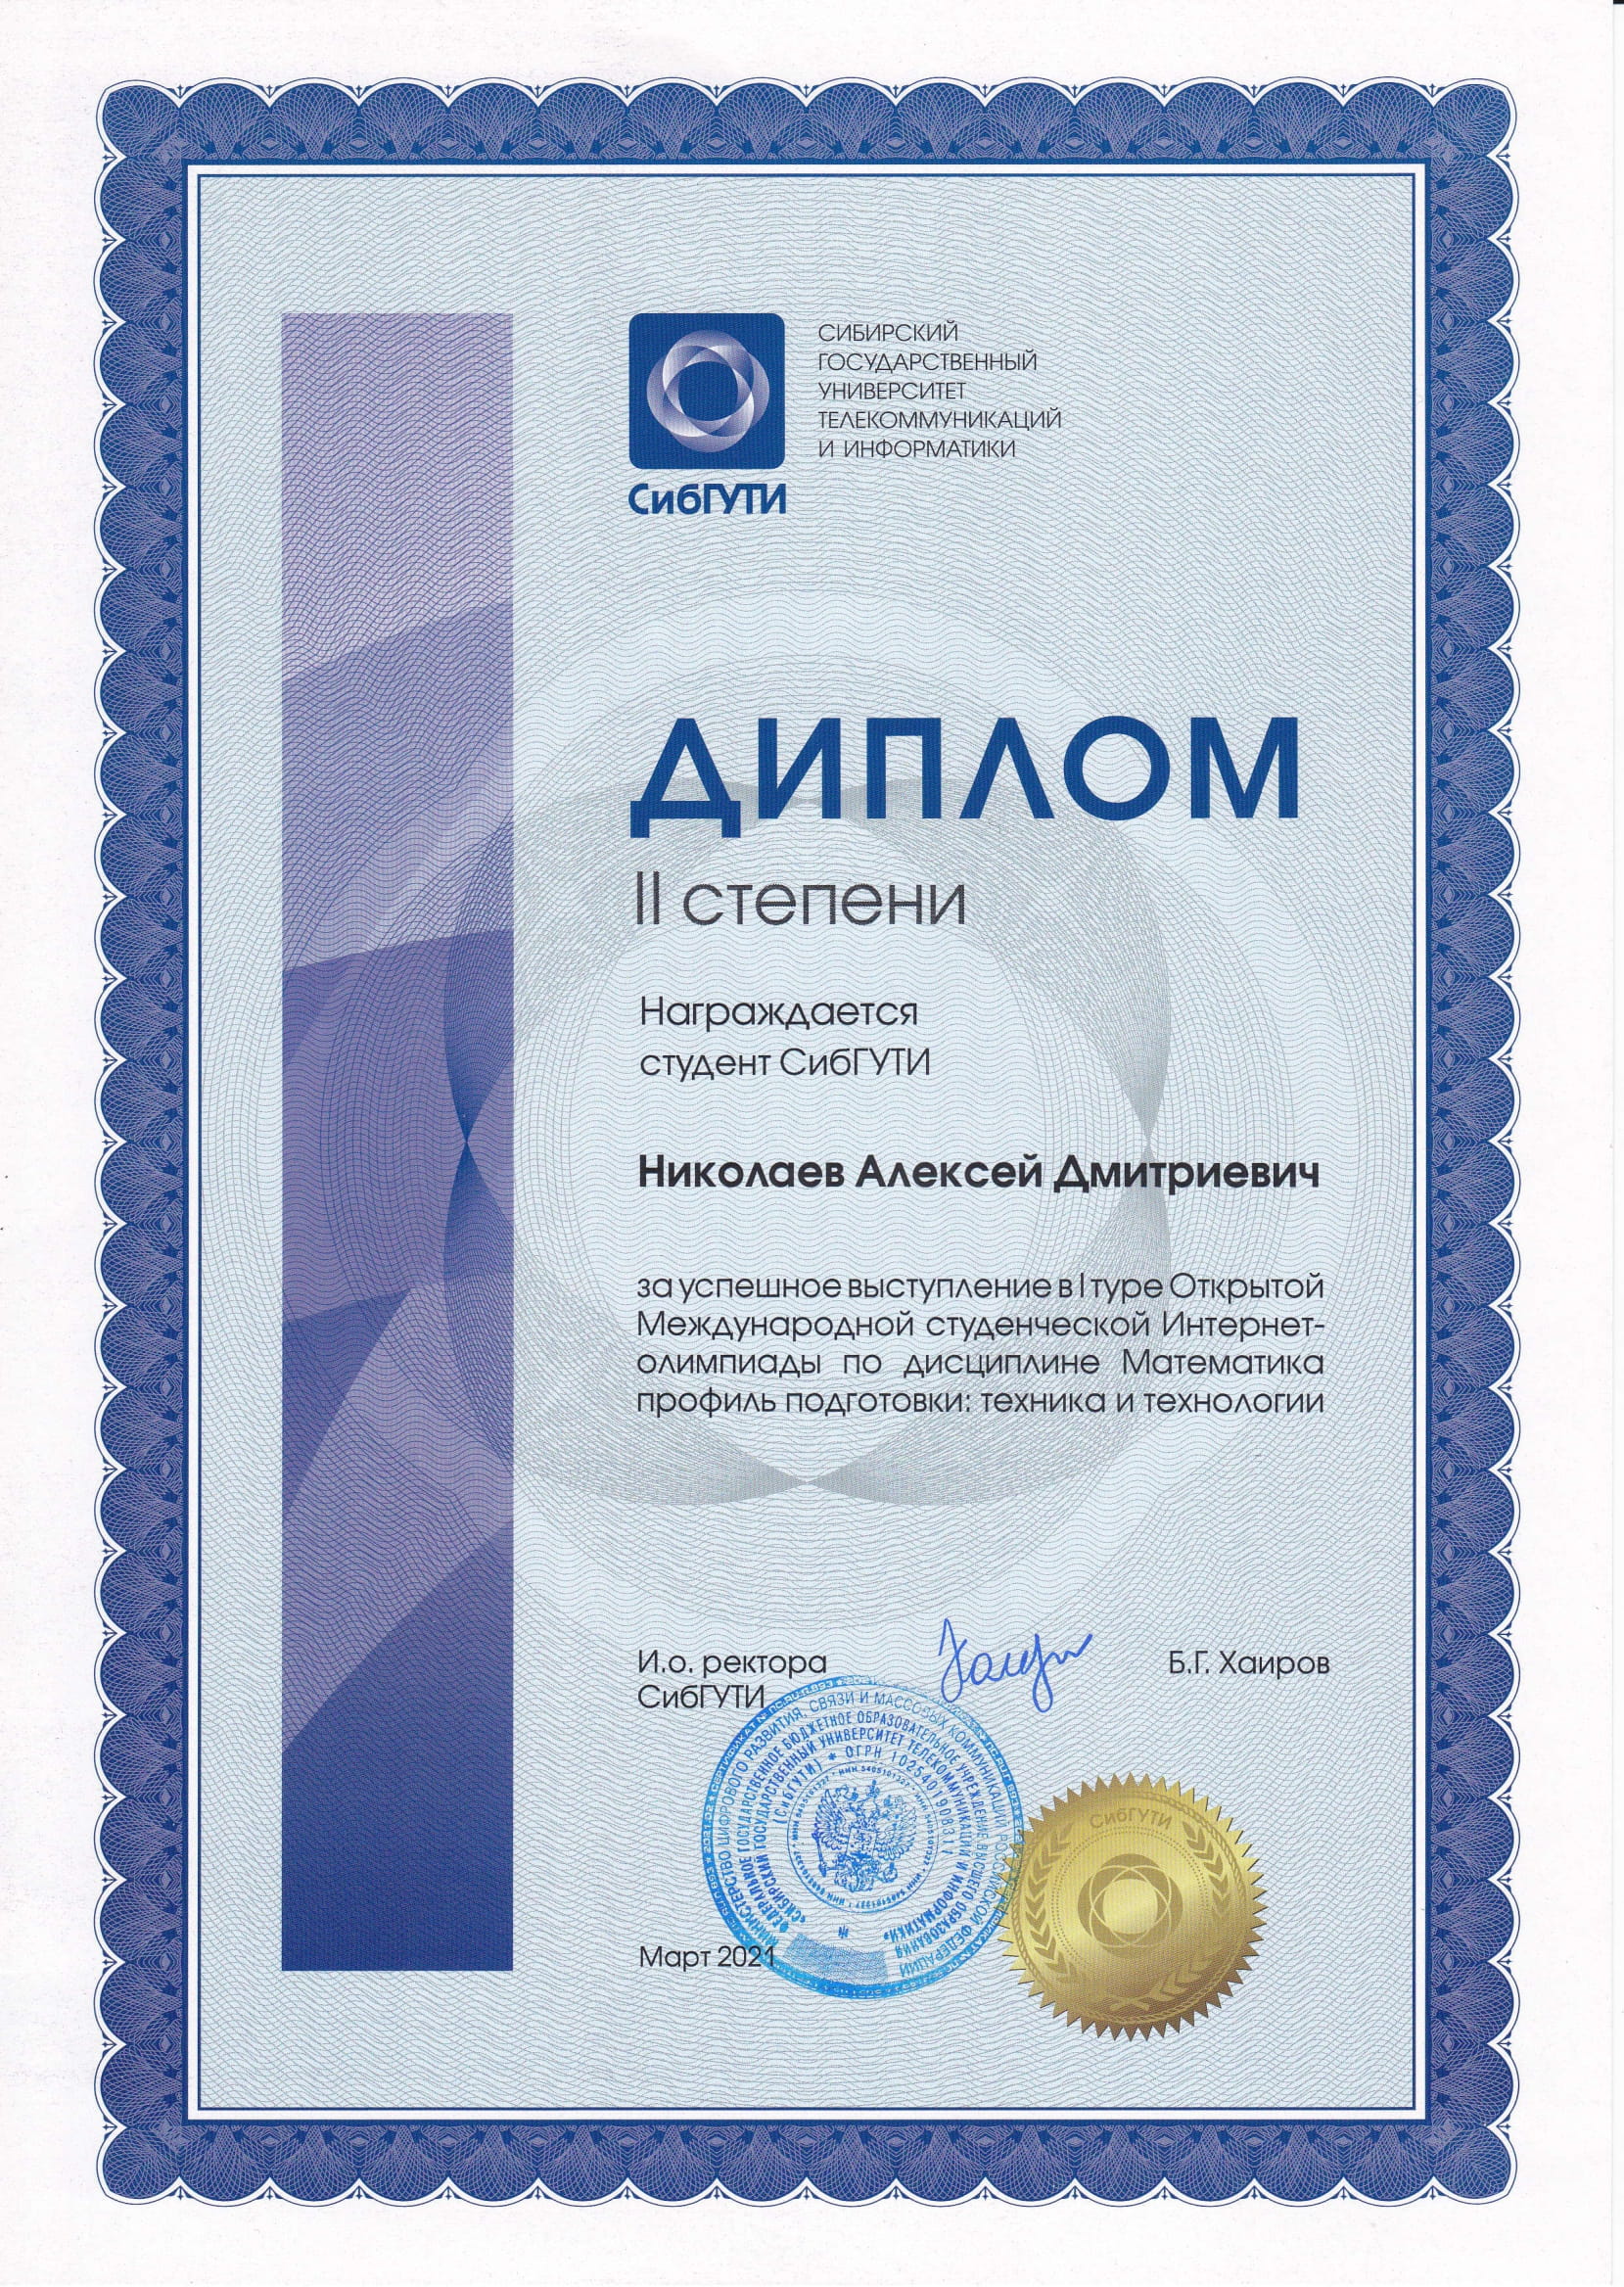 СИБИРСКИЙ
ГОСУДАРСТВЕННЫЙ
УНИВЕРСИТЕТ
ТЕЛЕКОММУНИКАЦИЙ
И ИНФОРМАТИКИ
СибГУТИ
ДИПЛОМ
II степени
Награждается
студент СибГУТИ
Николаев Алексей Дмитриевич
за успешное выступление в I туре Открытой
Международной студенческой Интернет-
олимпиады по дисциплине Математика
профиль подготовки: техника и технологии
И.о. ректора
СибГУТИ
Б.Г. Хаиров
МИНИСТЕРСТВО ЦИФРОВОГО РАЗВИТИЯ, СВЯЗИ И МАССОВЫХ КОММУНИКАЦИЙ РОССИЙСКОЙ ФЕДЕРАЦИИ
ФЕДЕРАЛЬНОЕ ГОСУДАРСТВЕННОЕ БЮДЖЕТНОЕ ОБРАЗОВАТЕЛЬНОЕ УЧРЕЖДЕНИЕ ВЫСШЕГО ОБРАЗОВАНИЯ
«СИБИРСКИЙ ГОСУДАРСТВЕННЫЙ УНИВЕРСИТЕТ ТЕЛЕКОММУНИКАЦИЙ И ИНФОРМАТИКИ»
(СибГУТИ) * ОГРН 1025401908311
ИНН 5405101327
СибГУТИ
Март 2021